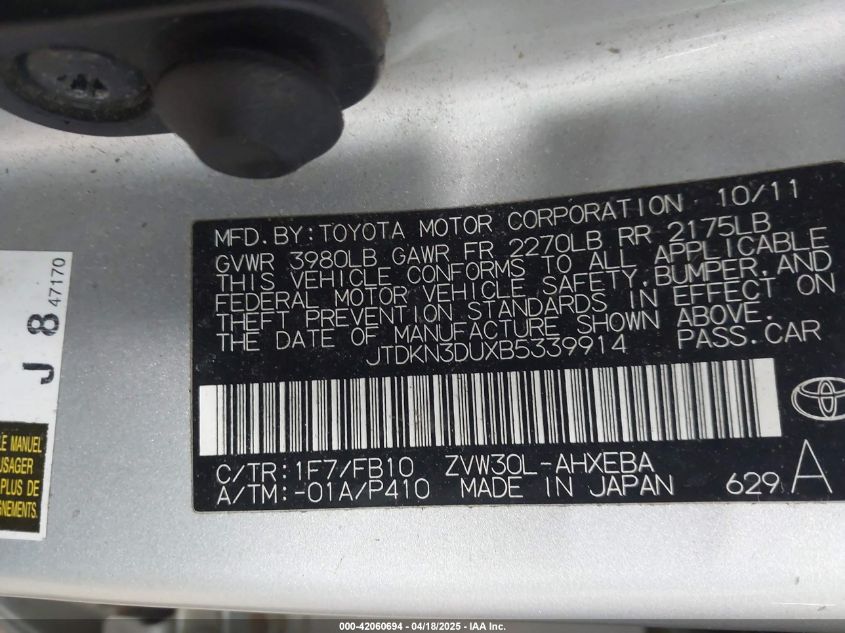 MFD.BY:TOYOTA MOTOR CORPORATION 10/11
GVWR 3980LB GAWR FR 2270LB RR 2175LB
THIS VEHICLE CONFORMS TO ALL APPLICABLE
FEDERAL MOTOR VEHICLE SAFETY,BUMPER,AND
THEFT PREVENTION STANDARDS IN EFFECT ON
THE DATE OF MANUFACTURE SHOWN ABOVE.
JTDKN3DUXB5339914 PASS.CAR
C/TR:1F7/FB10 ZVW30L-AHXEBA
A/TM:-01A/P410 MADE IN JAPAN 629 A
J 8 47170
LE MANUEL
USAGER
PLUS DE
GNEMENTS.
000-42060694 | 04/18/2025 - IAA Inc.